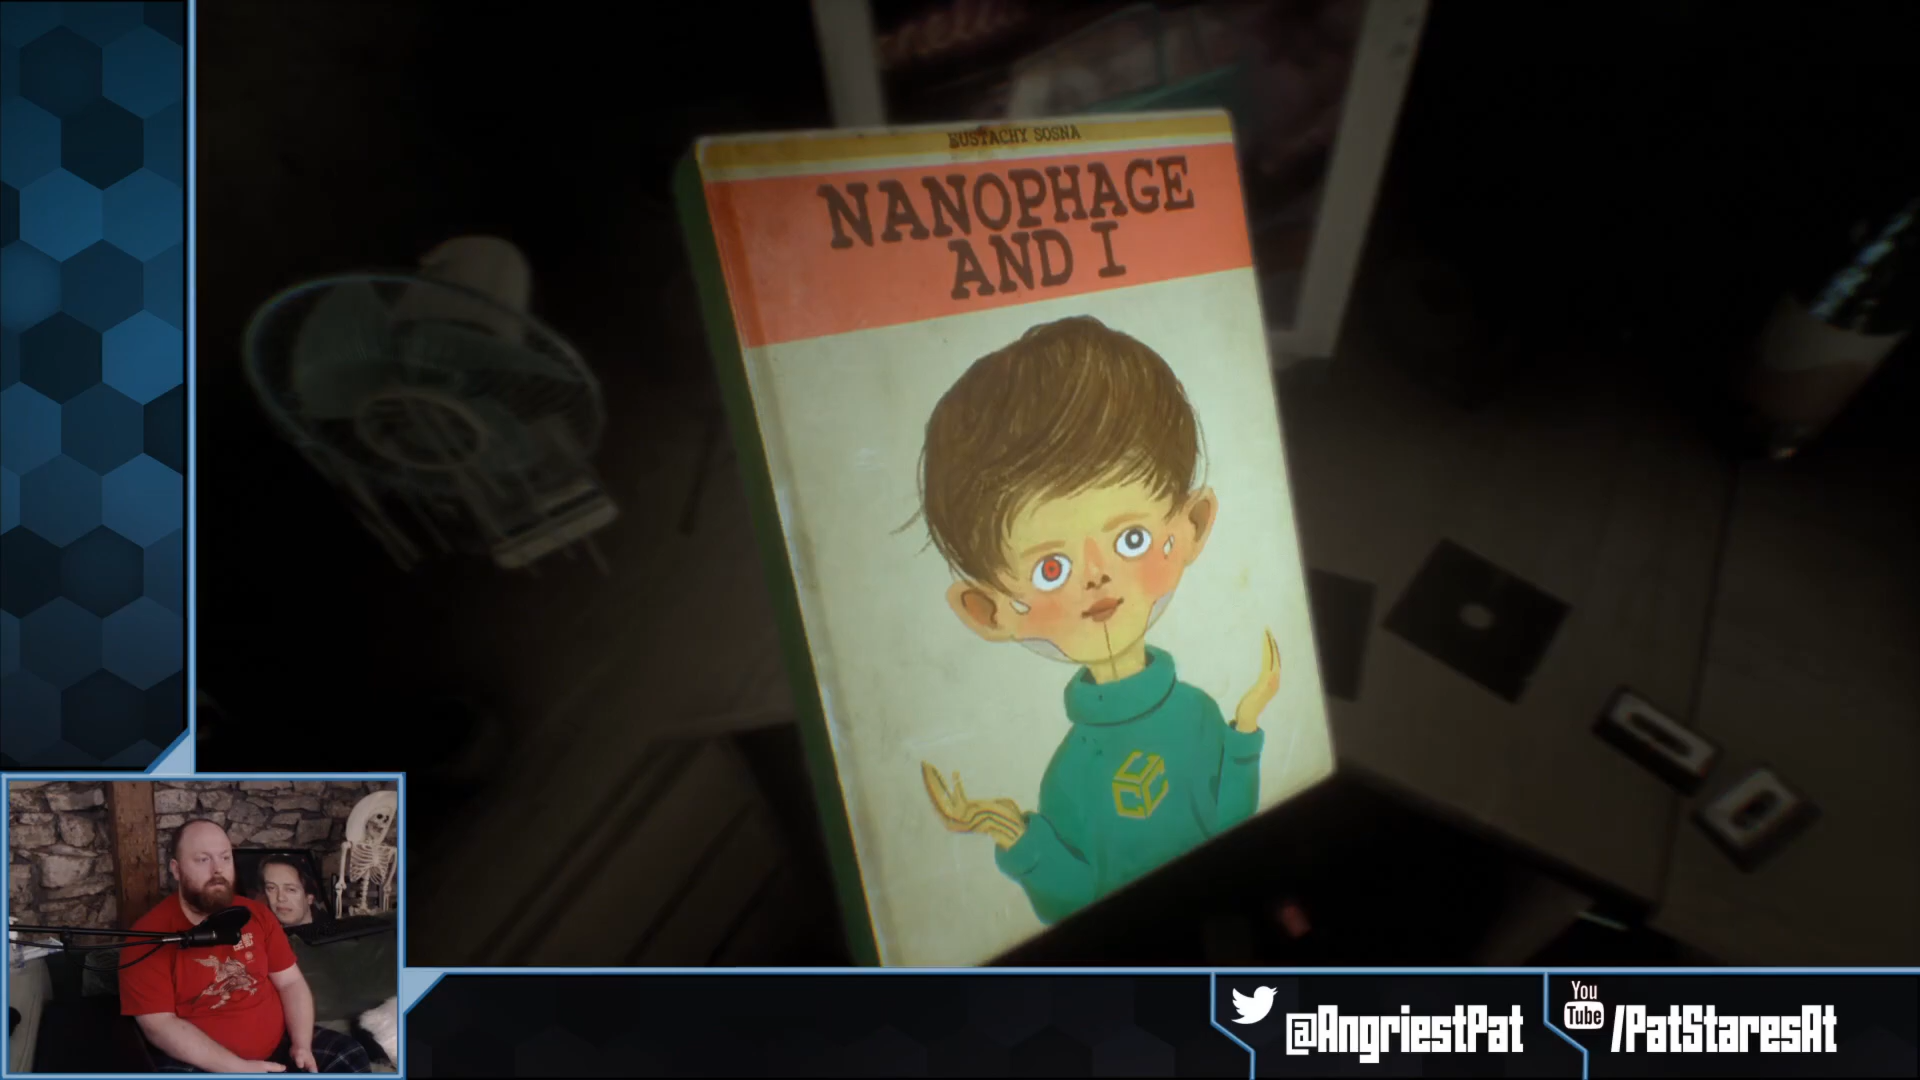 EUSTACHY SOSNA
NANOPHAGE
AND I
@AngriestPat
You
Tube
/PatStaresAt